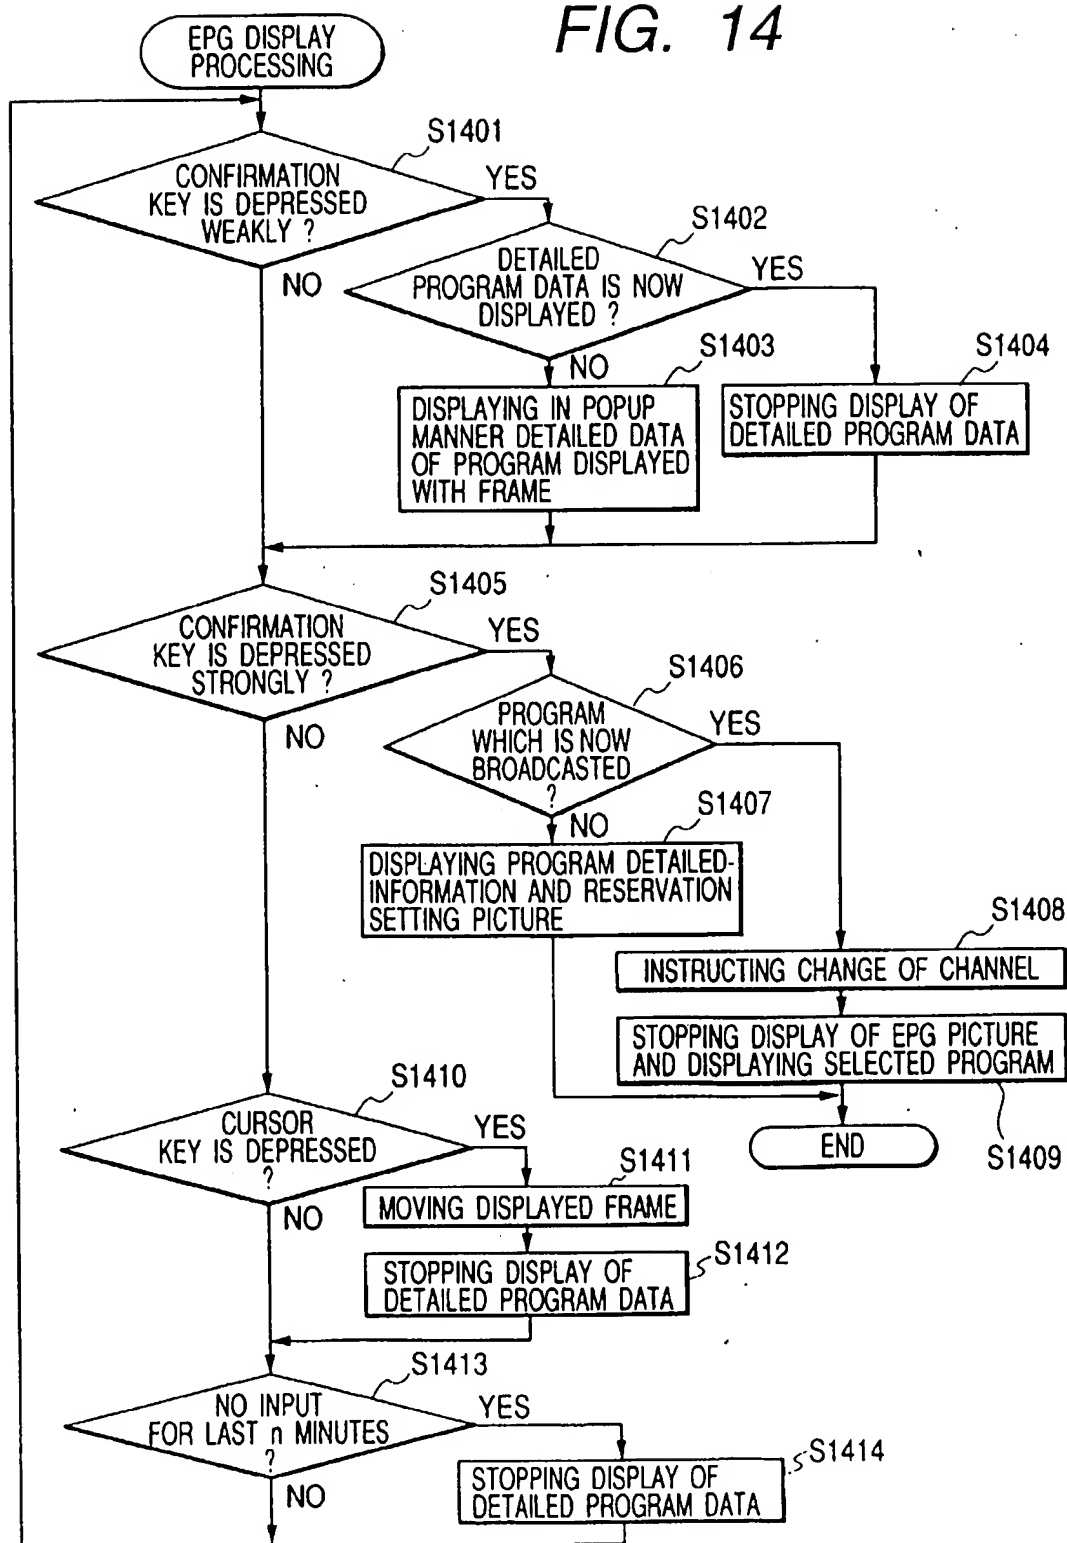 FIG. 14
EPG DISPLAY
PROCESSING
S1401
CONFIRMATION
KEY IS DEPRESSED
WEAKLY ?
YES
NO
S1402
DETAILED
PROGRAM DATA IS NOW
DISPLAYED ?
YES
NO
S1403
DISPLAYING IN POPUP
MANNER DETAILED DATA
OF PROGRAM DISPLAYED
WITH FRAME
S1404
STOPPING DISPLAY OF
DETAILED PROGRAM DATA
S1405
CONFIRMATION
KEY IS DEPRESSED
STRONGLY ?
YES
NO
S1406
PROGRAM
WHICH IS NOW
BROADCASTED
?
YES
NO
S1407
DISPLAYING PROGRAM DETAILED-
INFORMATION AND RESERVATION
SETTING PICTURE
S1408
INSTRUCTING CHANGE OF CHANNEL
STOPPING DISPLAY OF EPG PICTURE
AND DISPLAYING SELECTED PROGRAM
S1409
END
S1410
CURSOR
KEY IS DEPRESSED
?
YES
NO
S1411
MOVING DISPLAYED FRAME
S1412
STOPPING DISPLAY OF
DETAILED PROGRAM DATA
S1413
NO INPUT
FOR LAST n MINUTES
?
YES
NO
S1414
STOPPING DISPLAY OF
DETAILED PROGRAM DATA